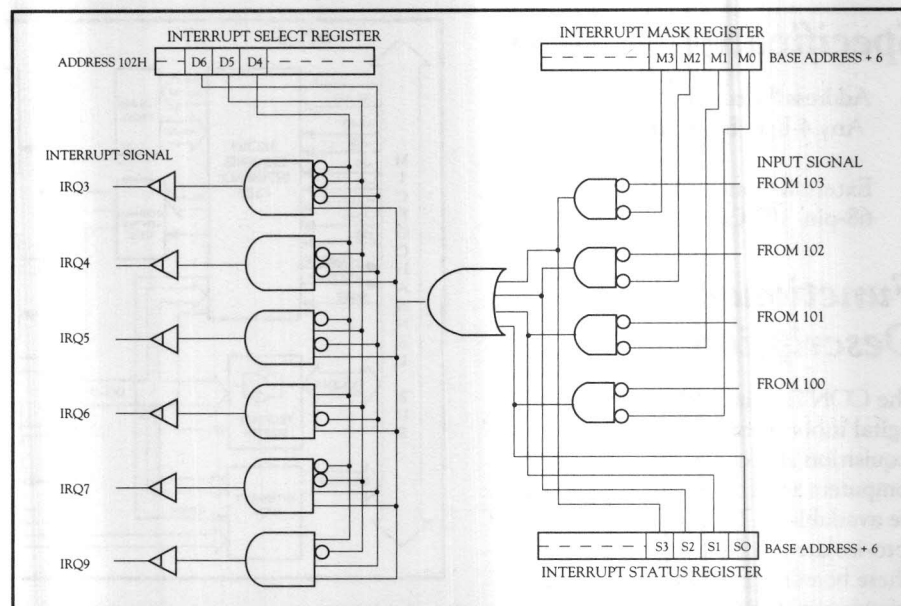 INTERRUPT SELECT REGISTER
ADDRESS 102H
D6 D5 D4
INTERRUPT MASK REGISTER
M3 M2 M1 M0
BASE ADDRESS + 6
INTERRUPT SIGNAL
IRQ3
IRQ4
IRQ5
IRQ6
IRQ7
IRQ9
INPUT SIGNAL
FROM 103
FROM 102
FROM 101
FROM 100
S3 S2 S1 SO
BASE ADDRESS + 6
INTERRUPT STATUS REGISTER